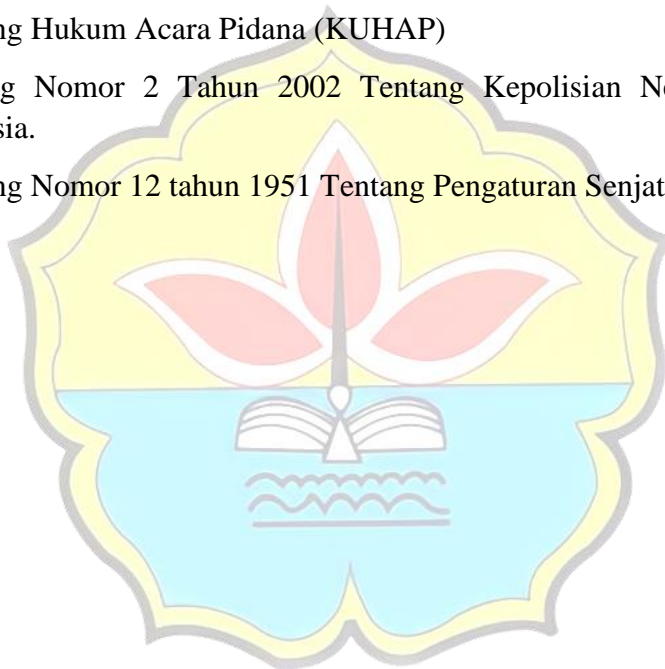 ng Hukum Acara Pidana (KUHAP)
g Nomor 2 Tahun 2002 Tentang Kepolisian Ne
sia.
ng Nomor 12 tahun 1951 Tentang Pengaturan Senjat